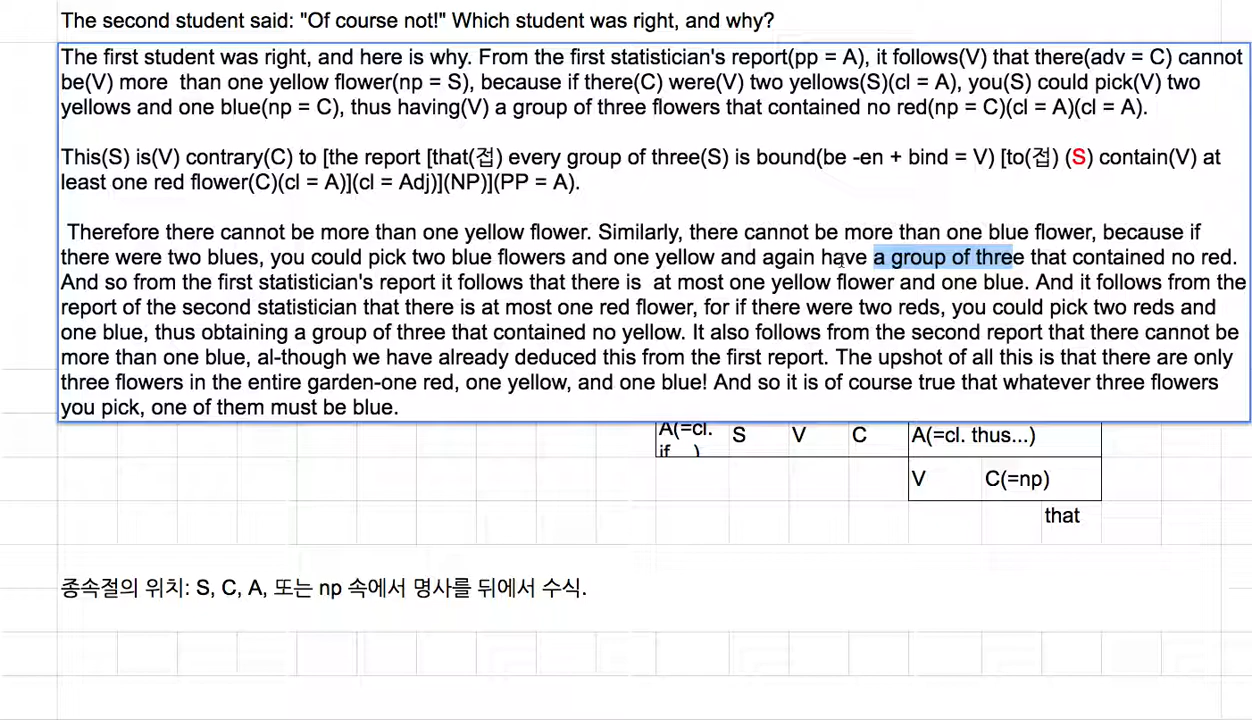 The second student said: "Of course not!" Which student was right, and why?
The first student was right, and here is why. From the first statistician's report(pp = A), it follows(V) that there(adv = C) cannot
be(V) more  than one yellow flower(np = S), because if there(C) were(V) two yellows(S)(cl = A), you(S) could pick(V) two
yellows and one blue(np = C), thus having(V) a group of three flowers that contained no red(np = C)(cl = A)(cl = A).
This(S) is(V) contrary(C) to [the report [that(접) every group of three(S) is bound(be -en + bind = V) [to(접) (S) contain(V) at
least one red flower(C)(cl = A)](cl = Adj)](NP)](PP = A).
Therefore there cannot be more than one yellow flower. Similarly, there cannot be more than one blue flower, because if
there were two blues, you could pick two blue flowers and one yellow and again have a group of three that contained no red.
And so from the first statistician's report it follows that there is  at most one yellow flower and one blue. And it follows from the
report of the second statistician that there is at most one red flower, for if there were two reds, you could pick two reds and
one blue, thus obtaining a group of three that contained no yellow. It also follows from the second report that there cannot be
more than one blue, al-though we have already deduced this from the first report. The upshot of all this is that there are only
three flowers in the entire garden-one red, one yellow, and one blue! And so it is of course true that whatever three flowers
you pick, one of them must be blue.
A(=cl. S V C A(=cl. thus...)
if    )
V C(=np)
that
종속절의 위치: S, C, A, 또는 np 속에서 명사를 뒤에서 수식.